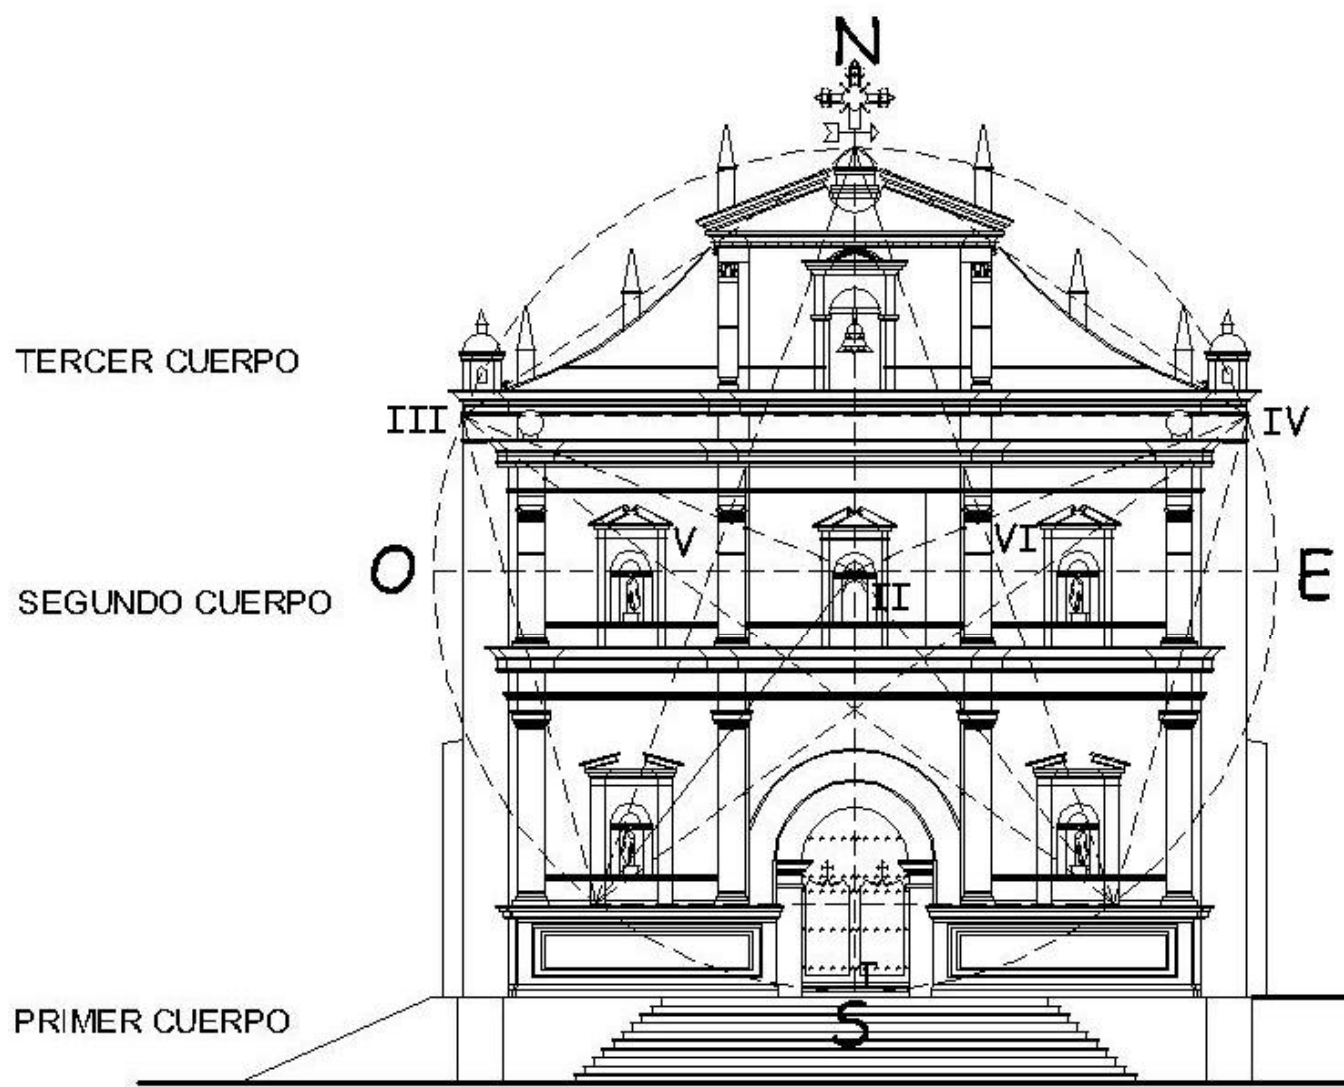 N
TERCER CUERPO
III
IV
V
VI
O
E
II
SEGUNDO CUERPO
I
PRIMER CUERPO
S